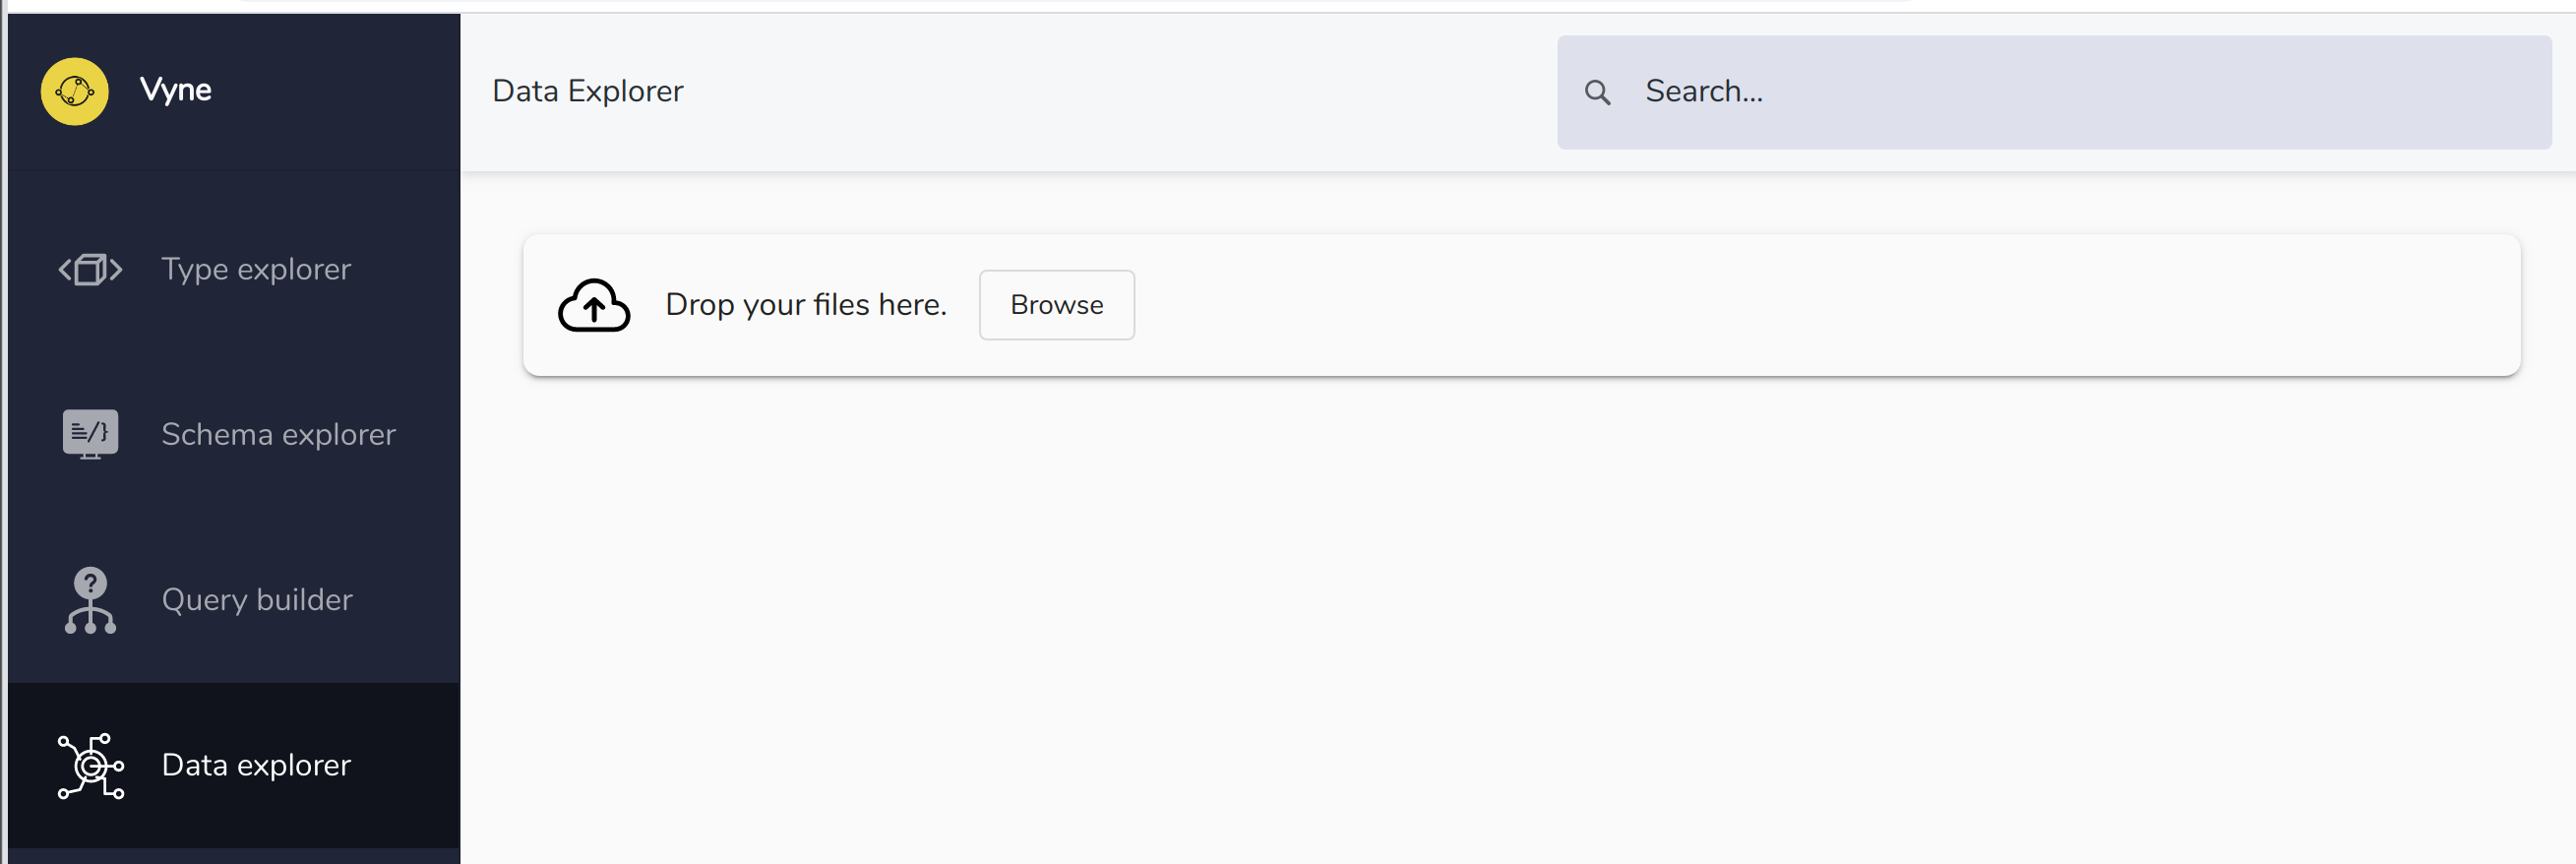 Vyne
Data Explorer
Search...
Type explorer
Schema explorer
Query builder
Data explorer
Drop your files here.
Browse